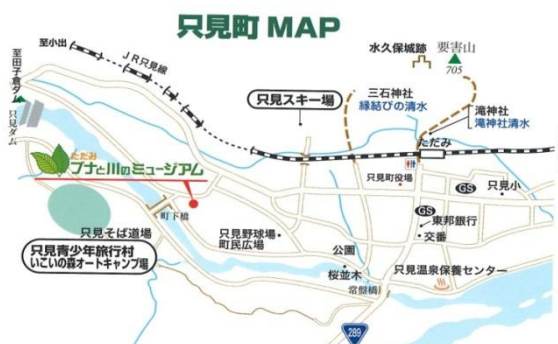 只見町 MAP
至小出
JR只見線
至田子倉ダム
只見ダム
水久保城跡
要害山
705
只見スキー場
三石神社
縁結びの清水
滝神社
滝神社清水
ただみ
ただみ
ブナと川のミュージアム
只見町役場
GS
只見小
只見そば道場
町下橋
只見野球場
町民広場
GS
東邦銀行
交番
只見青少年旅行村
いこいの森オートキャンプ場
公園
桜並木
常盤橋
只見温泉保養センター
289